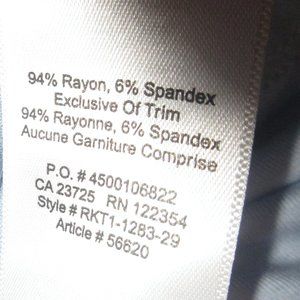 94% Rayon, 6% Spandex
Exclusive Of Trim
94% Rayonne, 6% Spandex
Aucune Garniture Comprise
P.O. # 4500106822
CA 23725 RN 122354
Style # RKT1-1283-29
Article # 56620